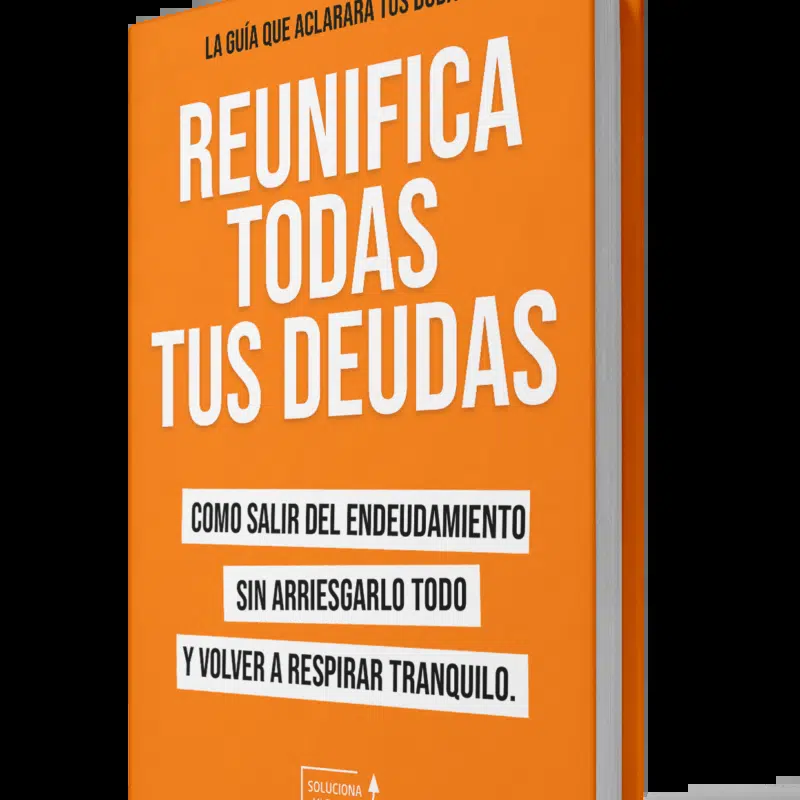 LA GUÍA QUE ACLARARA TUS
REUNIFICA
TODAS
TUS DEUDAS
COMO SALIR DEL ENDEUDAMIENTO
SIN ARRIESGARLO TODO
Y VOLVER A RESPIRAR TRANQUILO.
SOLUCIONA